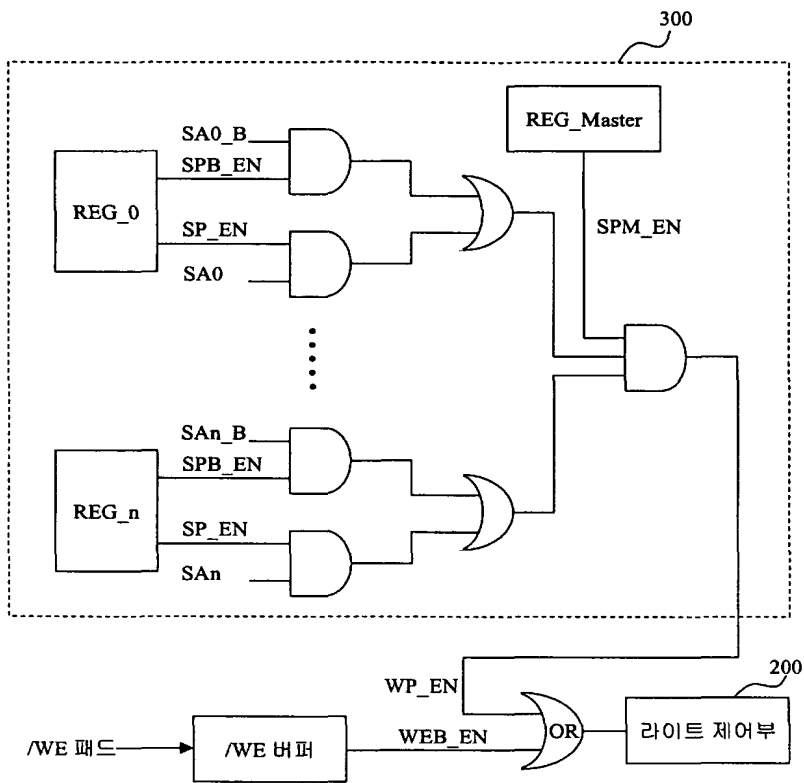 300
REG_Master
SA0_B
SPB_EN
REG_0
SP_EN
SA0
SPM_EN
SAn_B
SPB_EN
REG_n
SP_EN
SAn
200
WP_EN
/WE 패드
/WE 버퍼
WEB_EN
OR
라이트 제어부